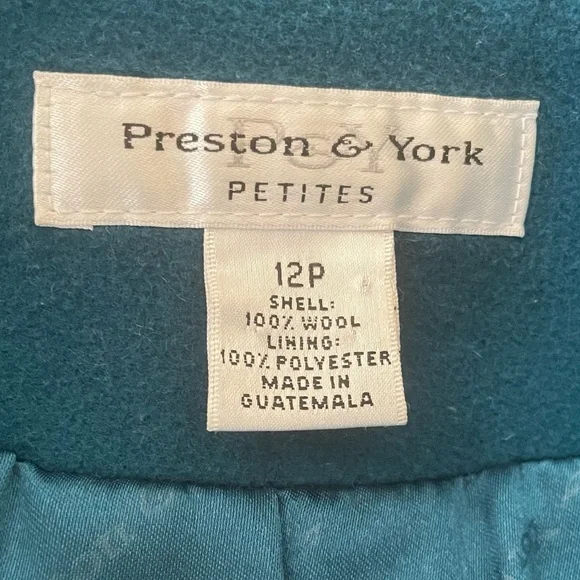 Preston & York
PETITES
12P
SHELL:
100% WOOL
LINING:
100% POLYESTER
MADE IN
GUATEMALA